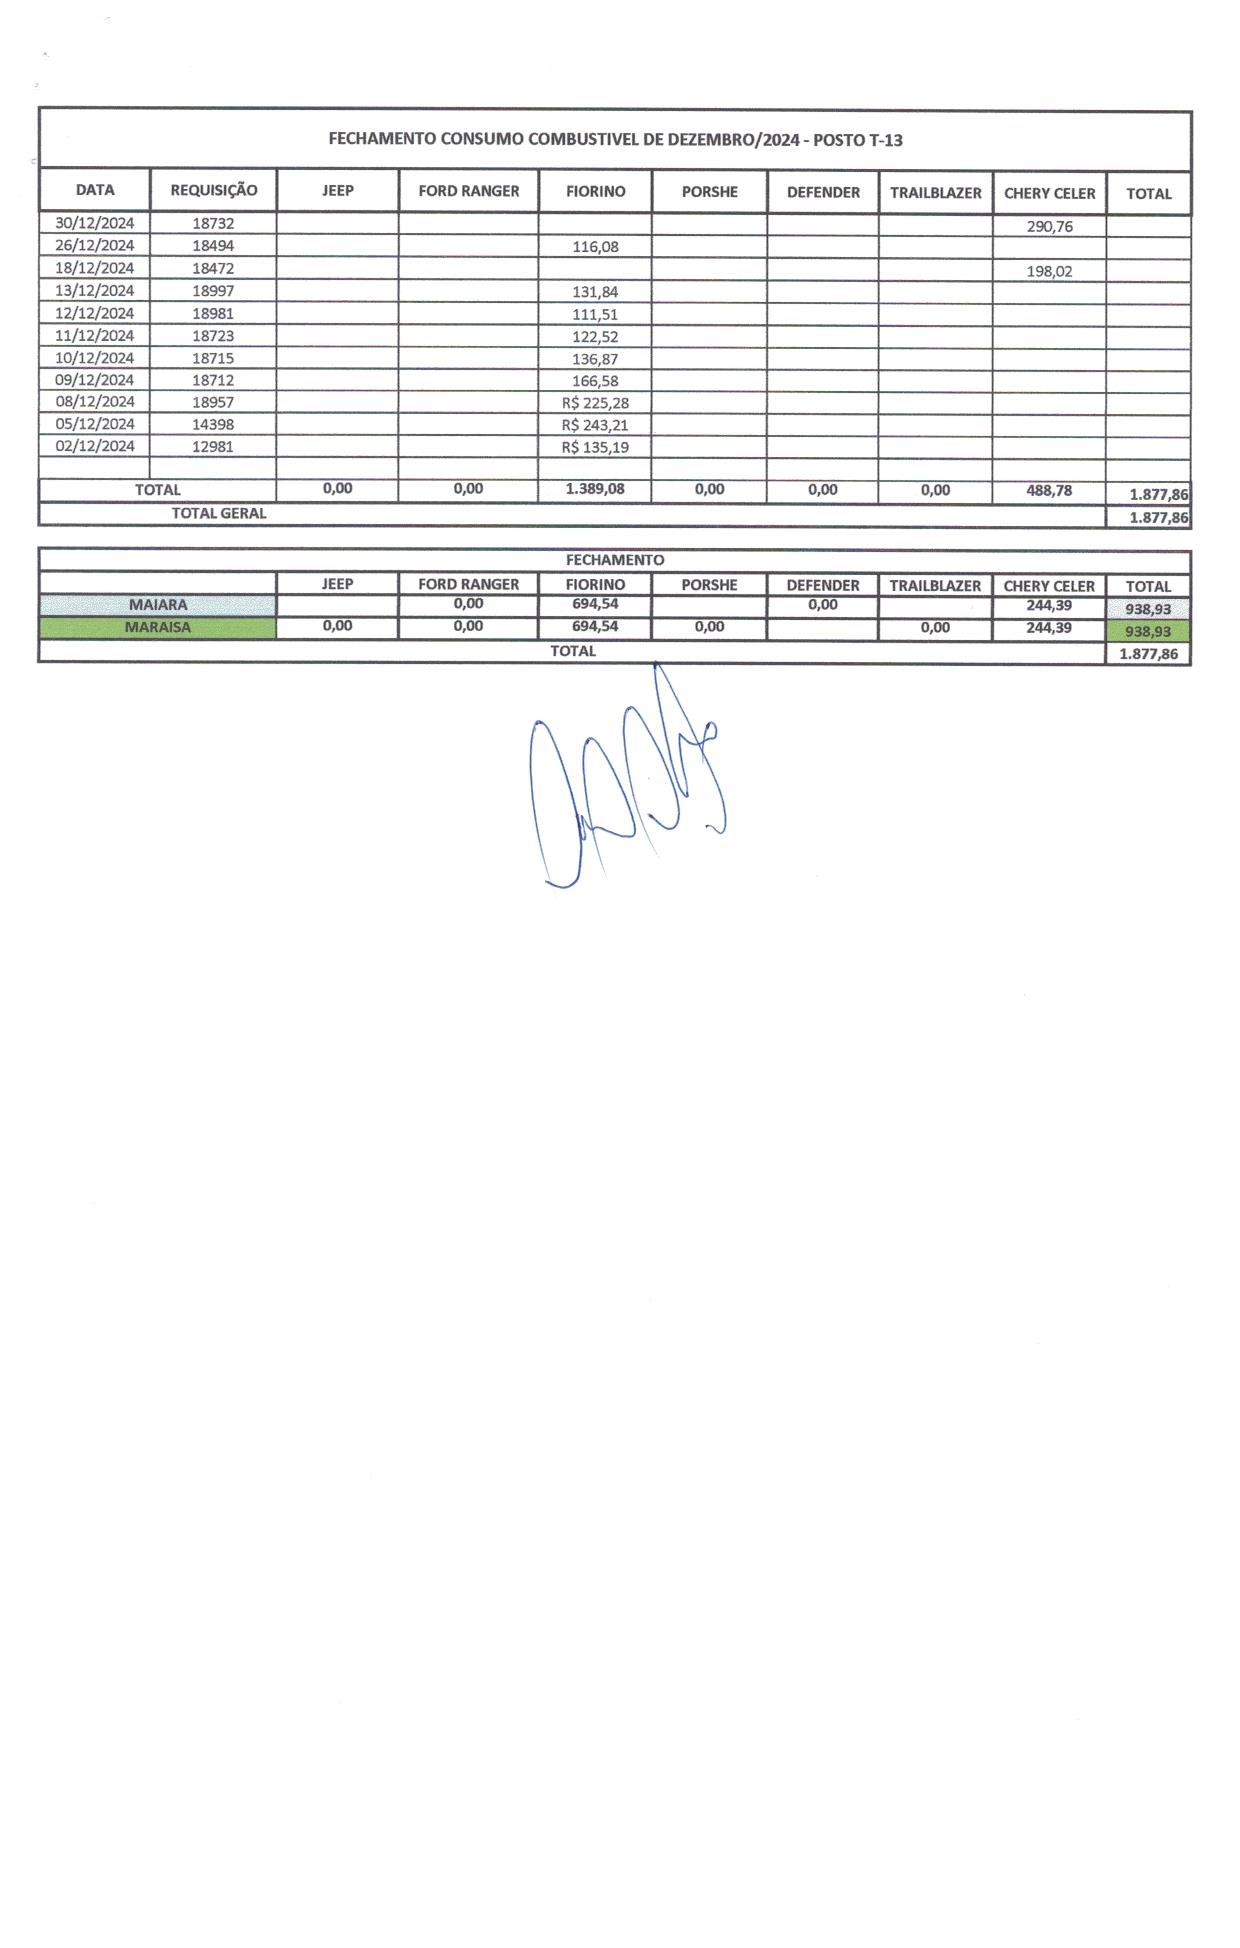 FECHAMENTO CONSUMO COMBUSTIVEL DE DEZEMBRO/2024 - POSTO T-13
DATA REQUISIÇÃO JEEP FORD RANGER FIORINO PORSHE DEFENDER TRAILBLAZER CHERY CELER TOTAL
30/12/2024 18732 290,76
26/12/2024 18494 116,08
18/12/2024 18472 198,02
13/12/2024 18997 131,84
12/12/2024 18981 111,51
11/12/2024 18723 122,52
10/12/2024 18715 136,87
09/12/2024 18712 166,58
08/12/2024 18957 R$ 225,28
05/12/2024 14398 R$ 243,21
02/12/2024 12981 R$ 135,19
TOTAL 0,00 0,00 1.389,08 0,00 0,00 0,00 488,78 1.877,86
TOTAL GERAL 1.877,86
FECHAMENTO
JEEP FORD RANGER FIORINO PORSHE DEFENDER TRAILBLAZER CHERY CELER TOTAL
MAIARA 0,00 694,54 0,00 244,39 938,93
MARAISA 0,00 0,00 694,54 0,00 0,00 244,39 938,93
TOTAL 1.877,86